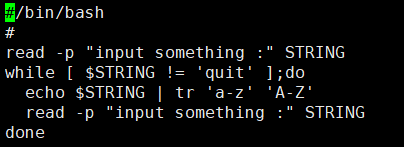 #/bin/bash
#
read -p "input something :" STRING
while [ $STRING != 'quit' ];do
  echo $STRING | tr 'a-z' 'A-Z'
  read -p "input something :" STRING
done